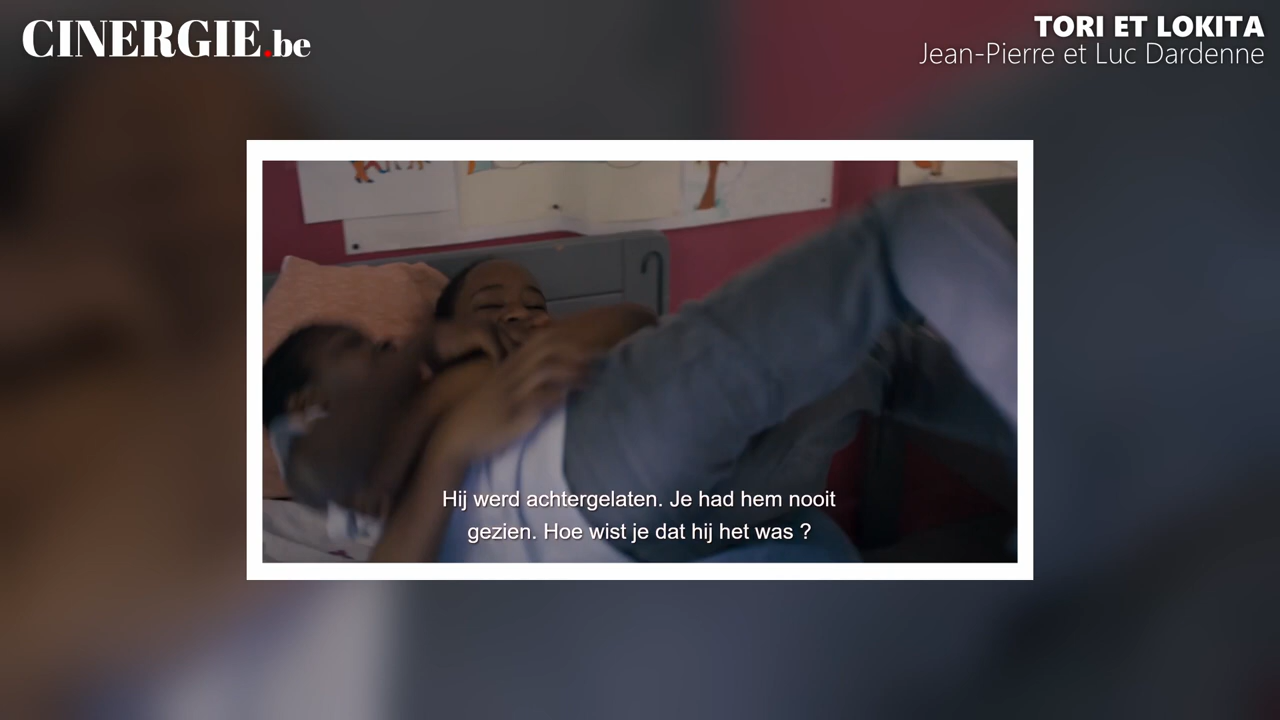 CINERGIE.be
TORI ET LOKITA
Jean-Pierre et Luc Dardenne
Hij werd achtergelaten. Je had hem nooit
gezien. Hoe wist je dat hij het was ?